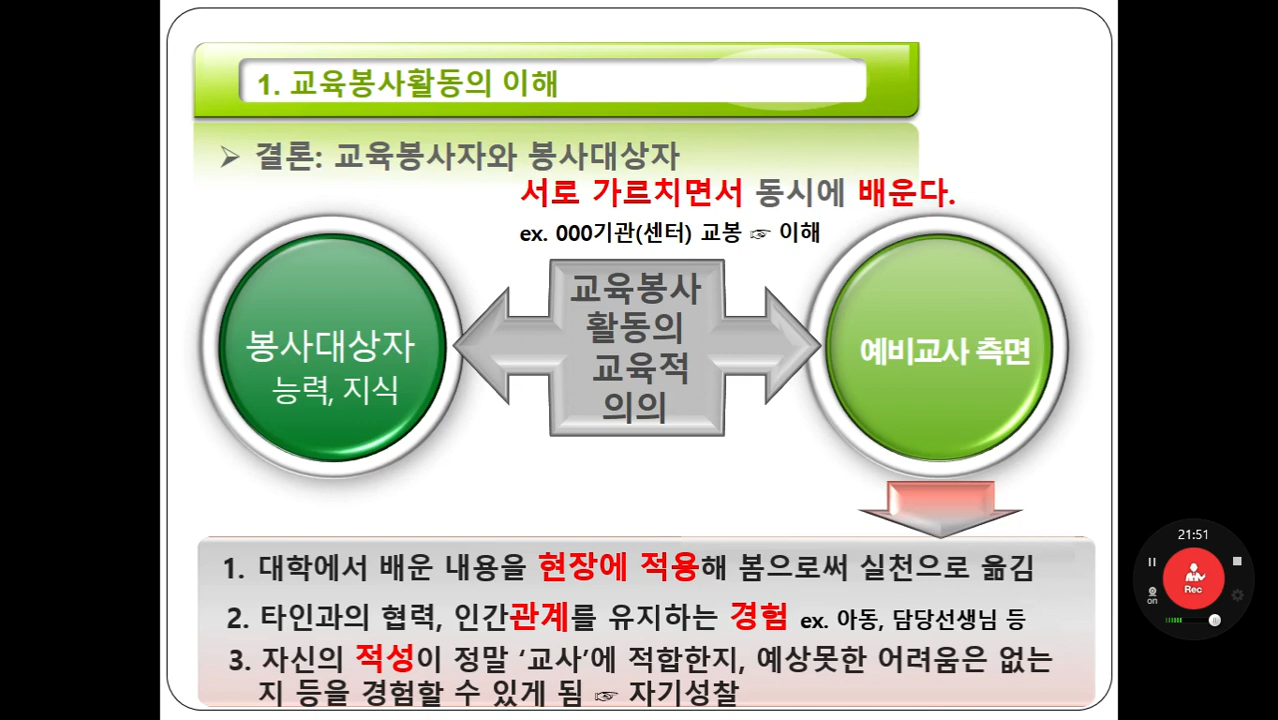 1. 교육봉사활동의 이해
➢ 결론: 교육봉사자와 봉사대상자
서로 가르치면서 동시에 배운다.
ex. 000기관(센터) 교봉 ☞ 이해
봉사대상자
능력, 지식
교육봉사
활동의
교육적
의의
예비교사 측면
1. 대학에서 배운 내용을 현장에 적용해 봄으로써 실천으로 옮김
2. 타인과의 협력, 인간관계를 유지하는 경험 ex. 아동, 담당선생님 등
3. 자신의 적성이 정말 ‘교사’에 적합한지, 예상못한 어려움은 없는
지 등을 경험할 수 있게 됨 ☞ 자기성찰
21:51
Rec
on